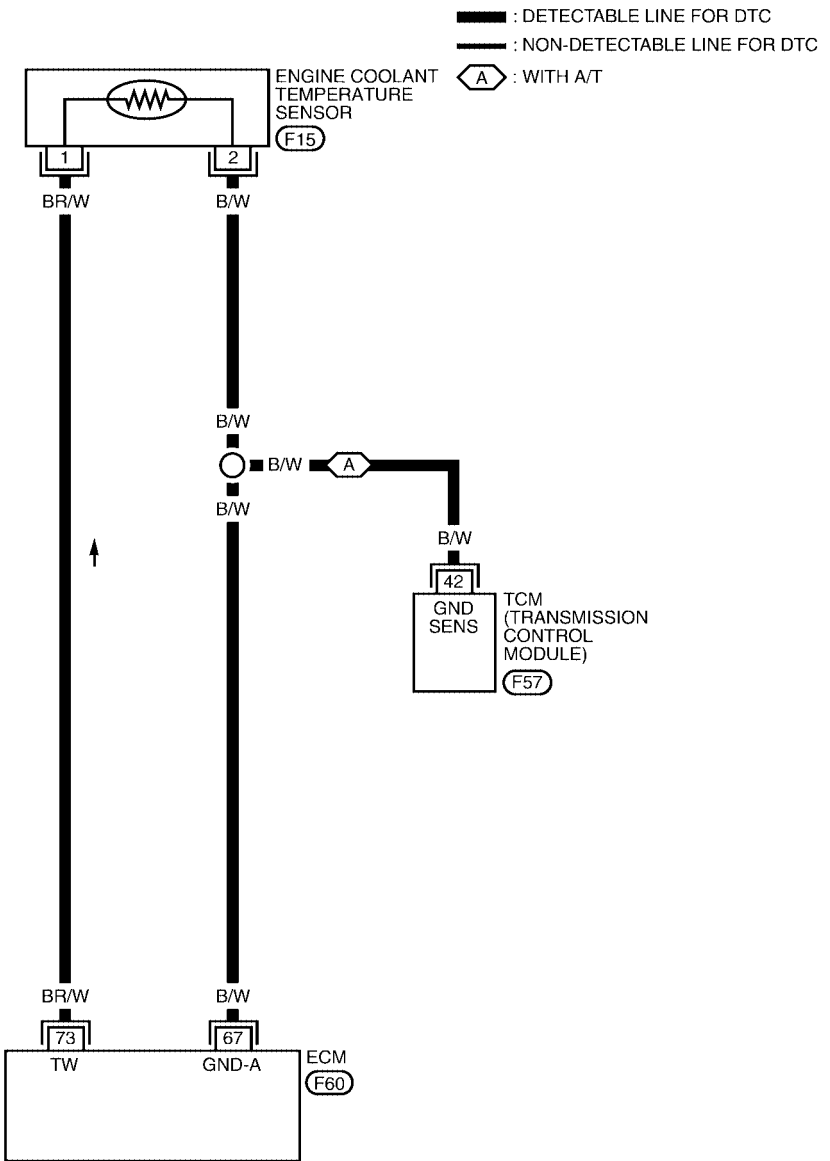 : DETECTABLE LINE FOR DTC
: NON-DETECTABLE LINE FOR DTC
A : WITH A/T
ENGINE COOLANT
TEMPERATURE
SENSOR
F15
1
2
BR/W
B/W
B/W
B/W
A
B/W
B/W
42
GND
SENS
TCM
(TRANSMISSION
CONTROL
MODULE)
F57
BR/W
B/W
73
67
TW
GND-A
ECM
F60